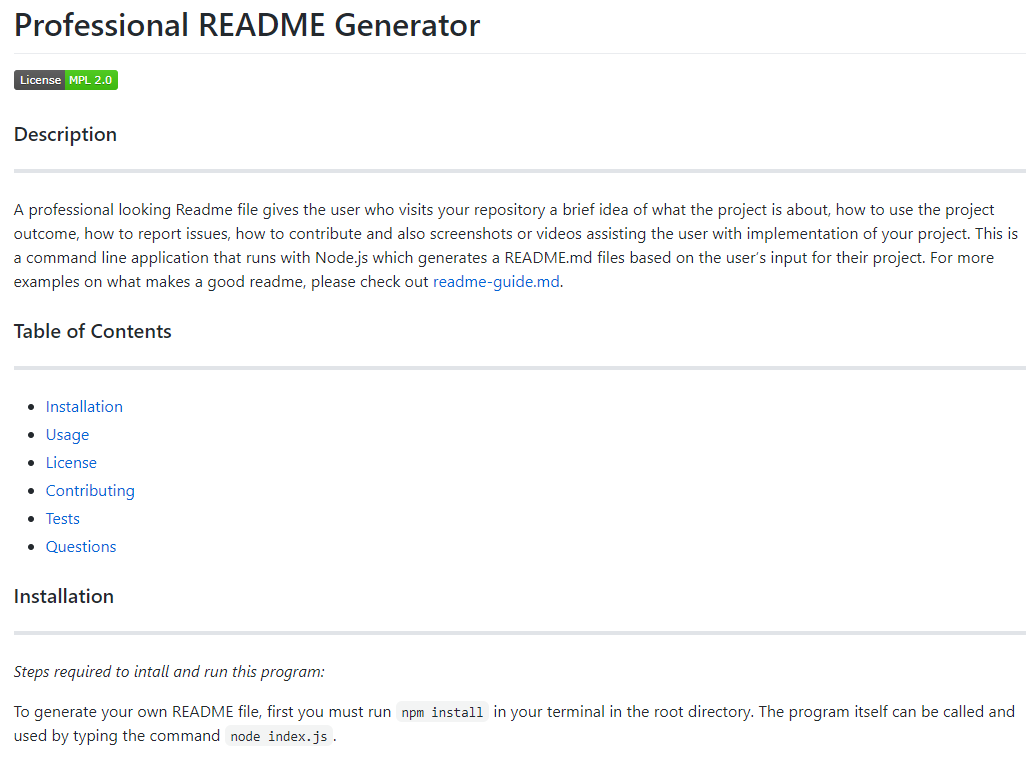 Professional README Generator
License MPL 2.0
Description
A professional looking Readme file gives the user who visits your repository a brief idea of what the project is about, how to use the project
outcome, how to report issues, how to contribute and also screenshots or videos assisting the user with implementation of your project. This is
a command line application that runs with Node.js which generates a README.md files based on the user's input for their project. For more
examples on what makes a good readme, please check out readme-guide.md.
Table of Contents
Installation
Usage
License
Contributing
Tests
Questions
Installation
Steps required to intall and run this program:
To generate your own README file, first you must run npm install in your terminal in the root directory. The program itself can be called and
used by typing the command node index.js.